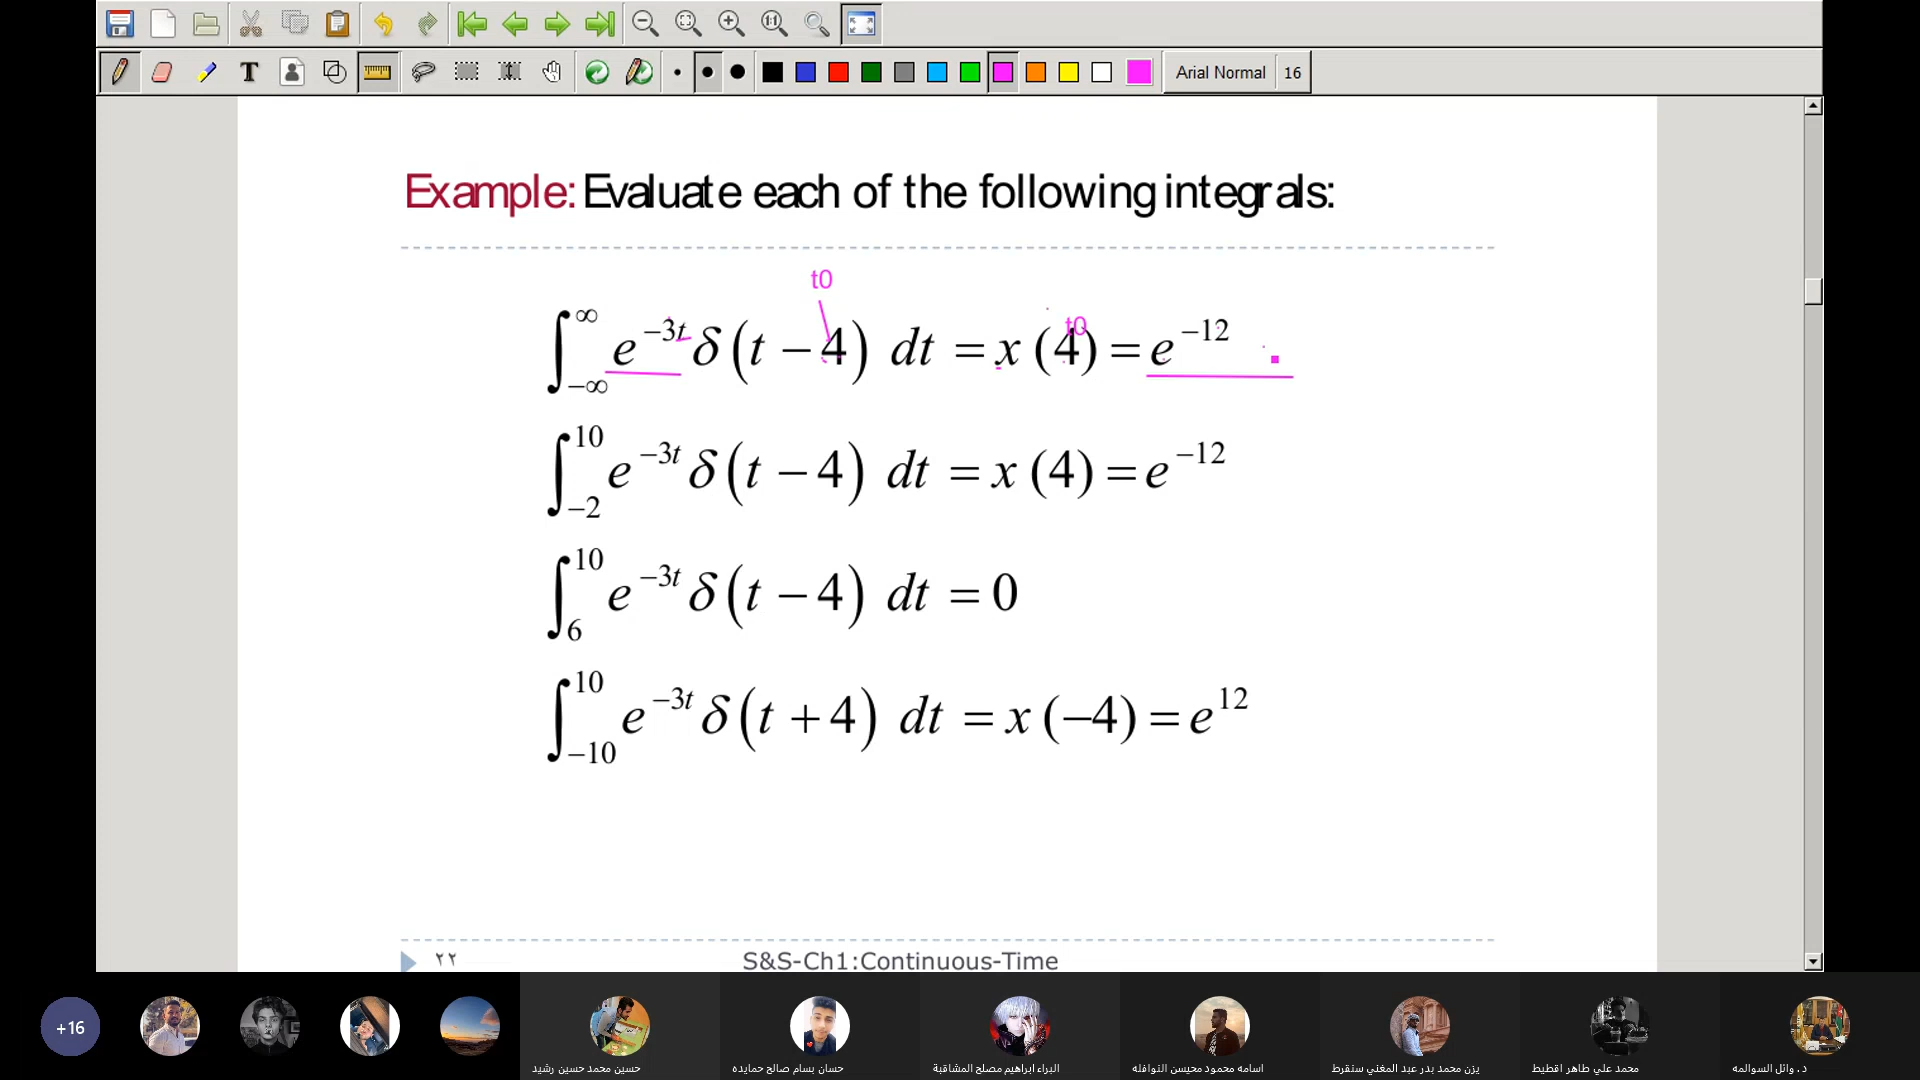 T
Arial Normal 16
Example: Evaluate each of the following integrals:
t0
∫_{-∞}^{∞} e^{-3t} δ(t − 4) dt = x(4) = e^{-12}
t0
∫_{-2}^{10} e^{-3t} δ(t − 4) dt = x(4) = e^{-12}
∫_{6}^{10} e^{-3t} δ(t − 4) dt = 0
∫_{-10}^{10} e^{-3t} δ(t + 4) dt = x(−4) = e^{12}
٢٢ S&S-Ch1:Continuous-Time
+16
حسين محمد حسين رشيد
حسان بسام صالح حمايده
البراء ابراهيم مصلح المشاقبة
اسامه محمود محيسن النوافله
يزن محمد بدر عبد المغني سنقرط
محمد علي طاهر اقطيط
د. وائل السوالمه